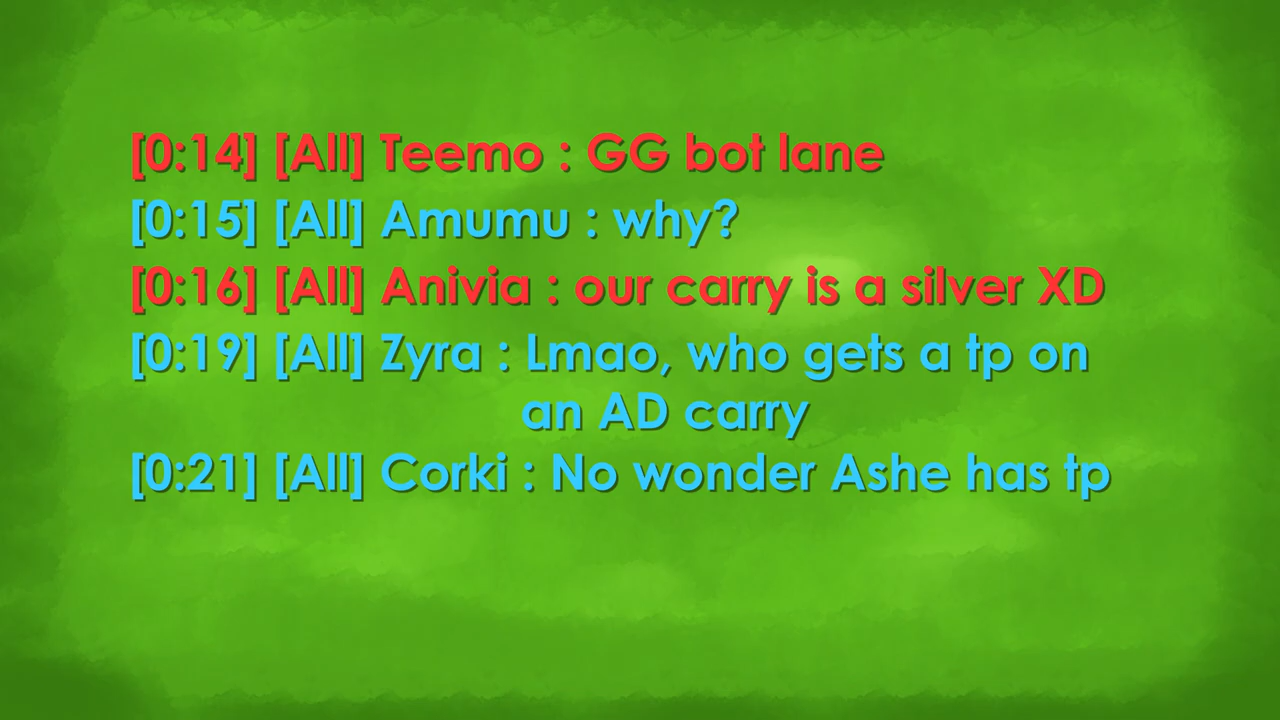 [0:14] [All] Teemo : GG bot lane
[0:15] [All] Amumu : why?
[0:16] [All] Anivia : our carry is a silver XD
[0:19] [All] Zyra : Lmao, who gets a tp on
an AD carry
[0:21] [All] Corki : No wonder Ashe has tp